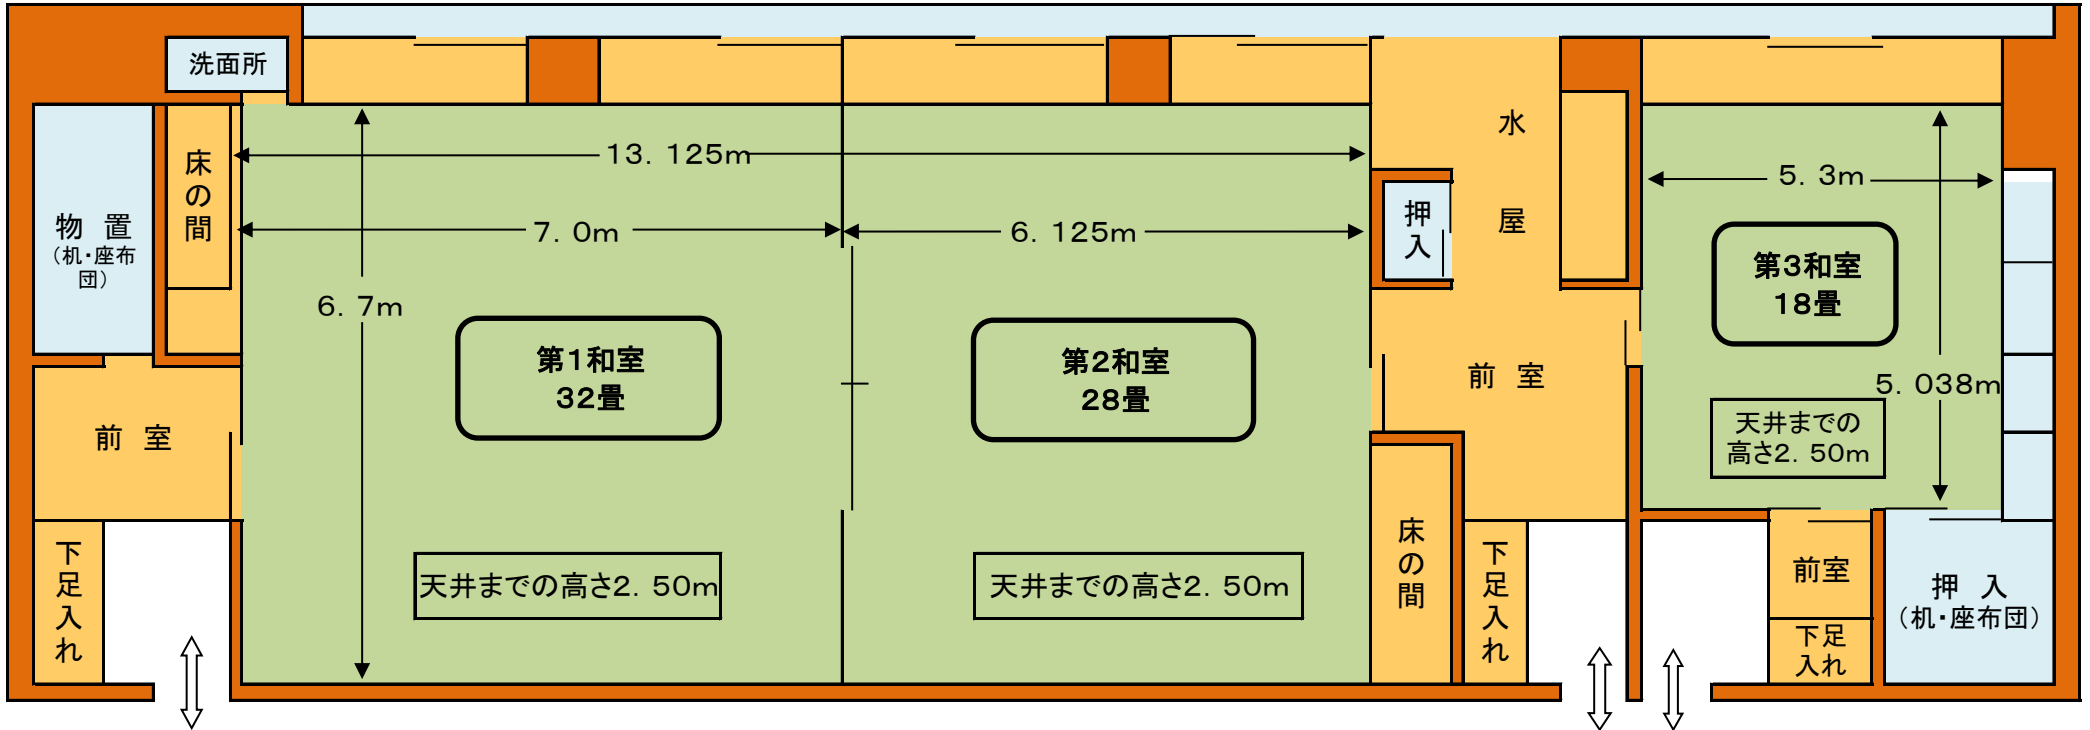 洗面所
物 置
（机・座布
団）
床の間
13. 125m
7. 0m
6. 125m
6. 7m
第1和室
32畳
第2和室
28畳
前 室
下足入れ
天井までの高さ2. 50m
天井までの高さ2. 50m
水屋
押入
前 室
床の間
下足入れ
5. 3m
第3和室
18畳
5. 038m
天井までの
高さ2. 50m
前室
下足
入れ
押 入
（机・座布団）